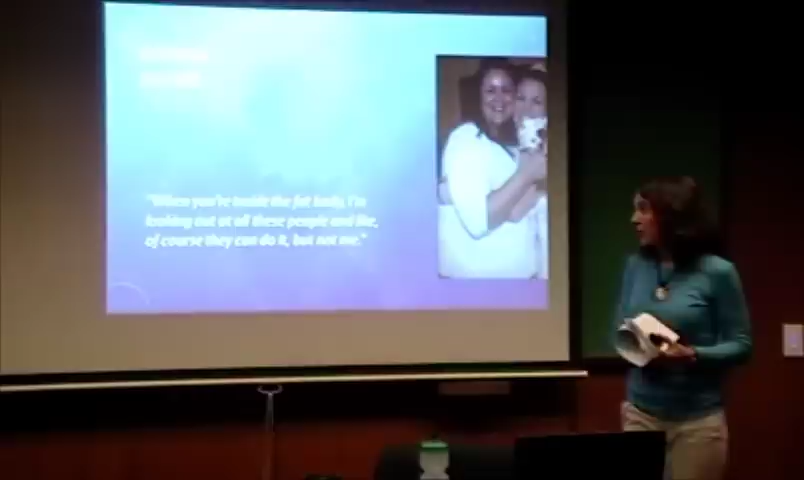 "When you're inside the fat body, I'm
looking out at all these people and like,
of course they can do it, but not me."